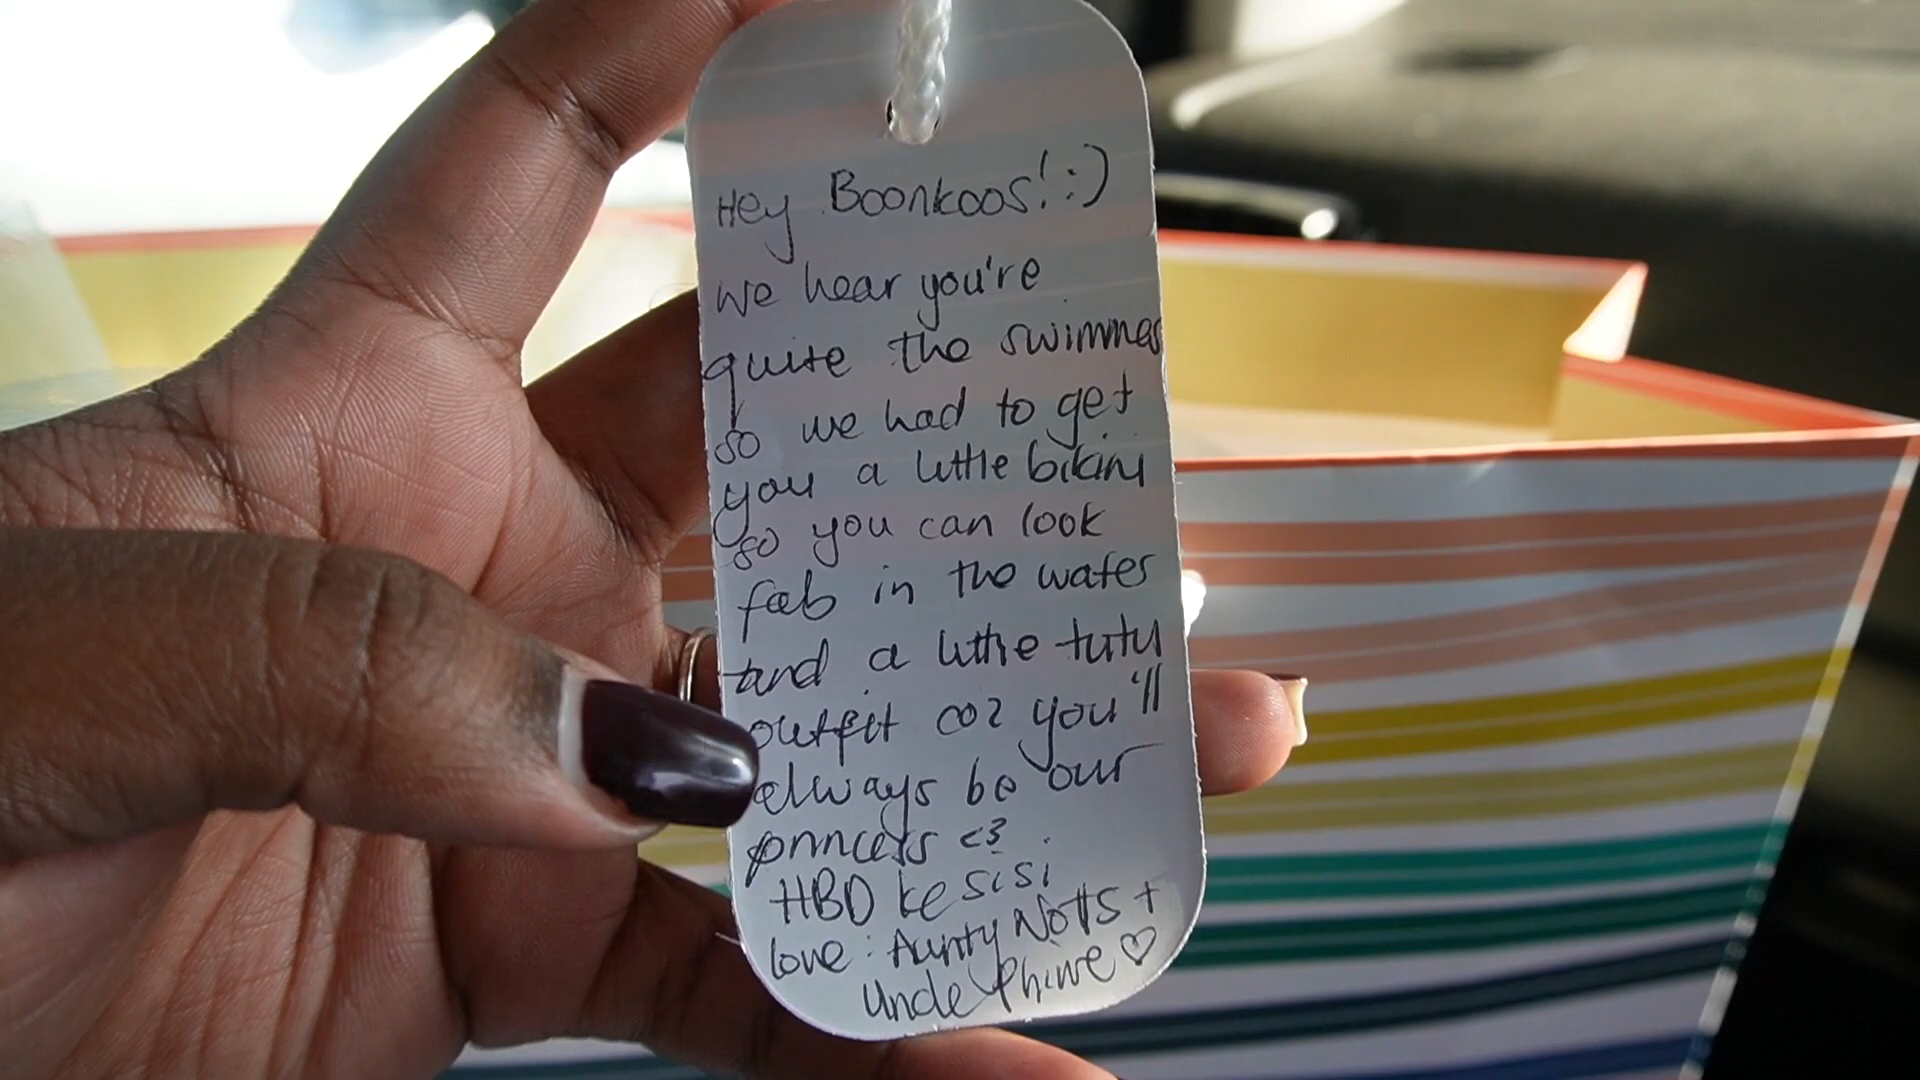 Hey Boonkoos! :)
we hear you're
quite the swimmer
so we had to get
you a little bikini
so you can look
fab in the water
and a little tutu
outfit coz you'll
always be our
princess <3
HBD ke sisi
love: Aunty Notts +
Uncle Phiwe ♡